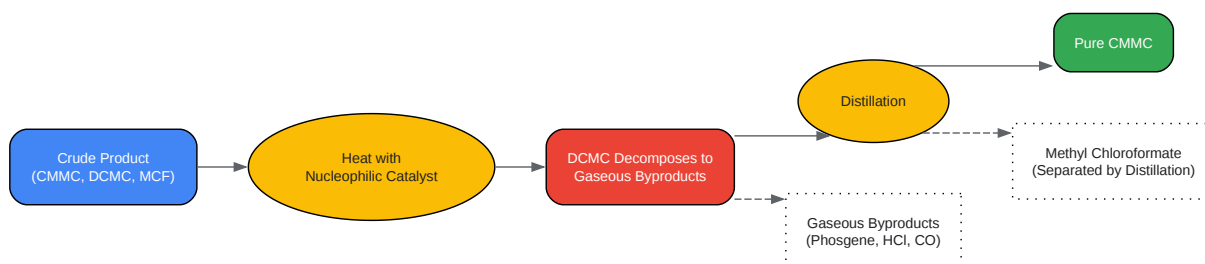 Crude Product
(CMMC, DCMC, MCF)
Heat with
Nucleophilic Catalyst
DCMC Decomposes to
Gaseous Byproducts
Distillation
Pure CMMC
Methyl Chloroformate
(Separated by Distillation)
Gaseous Byproducts
(Phosgene, HCl, CO)